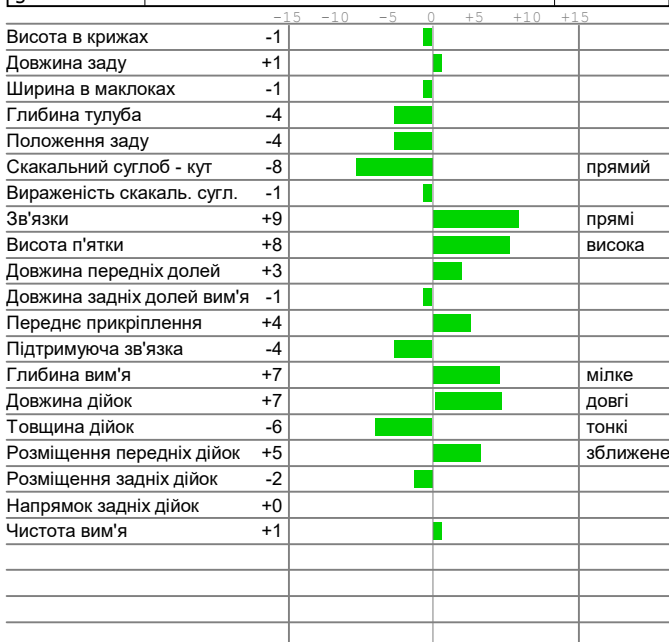 -15 -10 -5 0 +5 +10 +15
Висота в крижах -1
Довжина заду +1
Ширина в маклоках -1
Глибина тулуба -4
Положення заду -4
Скакальний суглоб - кут -8 прямий
Вираженість скакаль. сугл. -1
Зв'язки +9 прямі
Висота п'ятки +8 висока
Довжина передніх долей +3
Довжина задніх долей вим'я -1
Переднє прикріплення +4
Підтримуюча зв'язка -4
Глибина вим'я +7 мілке
Довжина дійок +7 довгі
Товщина дійок -6 тонкі
Розміщення передніх дійок +5 зближене
Розміщення задніх дійок -2
Напрямок задніх дійок +0
Чистота вим'я +1